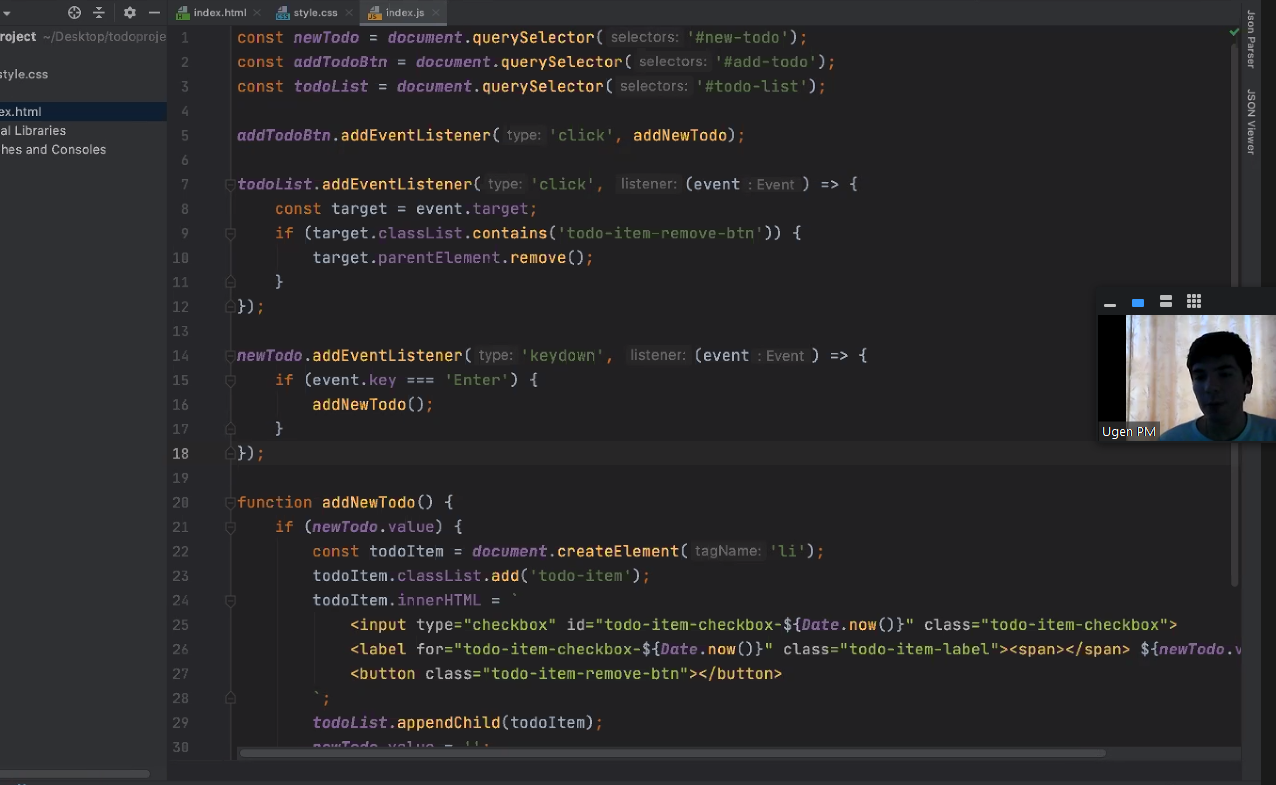 index.html style.css index.js
roject ~/Desktop/todoproje
style.css
ex.html
al Libraries
hes and Consoles
Json Parser
JSON Viewer
1 const newTodo = document.querySelector( selectors: '#new-todo');
2 const addTodoBtn = document.querySelector( selectors: '#add-todo');
3 const todoList = document.querySelector( selectors: '#todo-list');
4
5 addTodoBtn.addEventListener( type: 'click', addNewTodo);
6
7 todoList.addEventListener( type: 'click', listener: (event : Event ) => {
8 const target = event.target;
9 if (target.classList.contains('todo-item-remove-btn')) {
10 target.parentElement.remove();
11 }
12 });
13
14 newTodo.addEventListener( type: 'keydown', listener: (event : Event ) => {
15 if (event.key === 'Enter') {
16 addNewTodo();
17 }
18 });
19
20 function addNewTodo() {
21 if (newTodo.value) {
22 const todoItem = document.createElement( tagName: 'li');
23 todoItem.classList.add('todo-item');
24 todoItem.innerHTML = `
25 <input type="checkbox" id="todo-item-checkbox-${Date.now()}" class="todo-item-checkbox">
26 <label for="todo-item-checkbox-${Date.now()}" class="todo-item-label"><span></span> ${newTodo.v
27 <button class="todo-item-remove-btn"></button>
28 `;
29 todoList.appendChild(todoItem);
30 newTodo.value = '';
Ugen PM